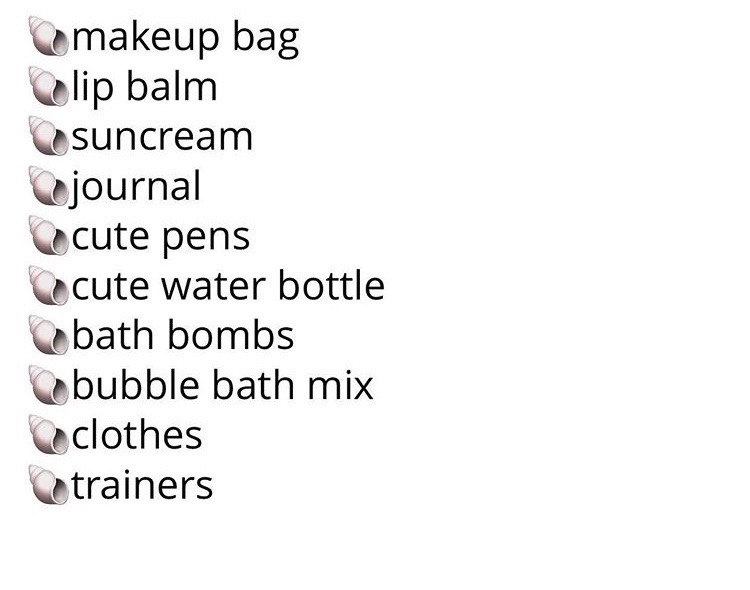 🐚makeup bag
🐚lip balm
🐚suncream
🐚journal
🐚cute pens
🐚cute water bottle
🐚bath bombs
🐚bubble bath mix
🐚clothes
🐚trainers